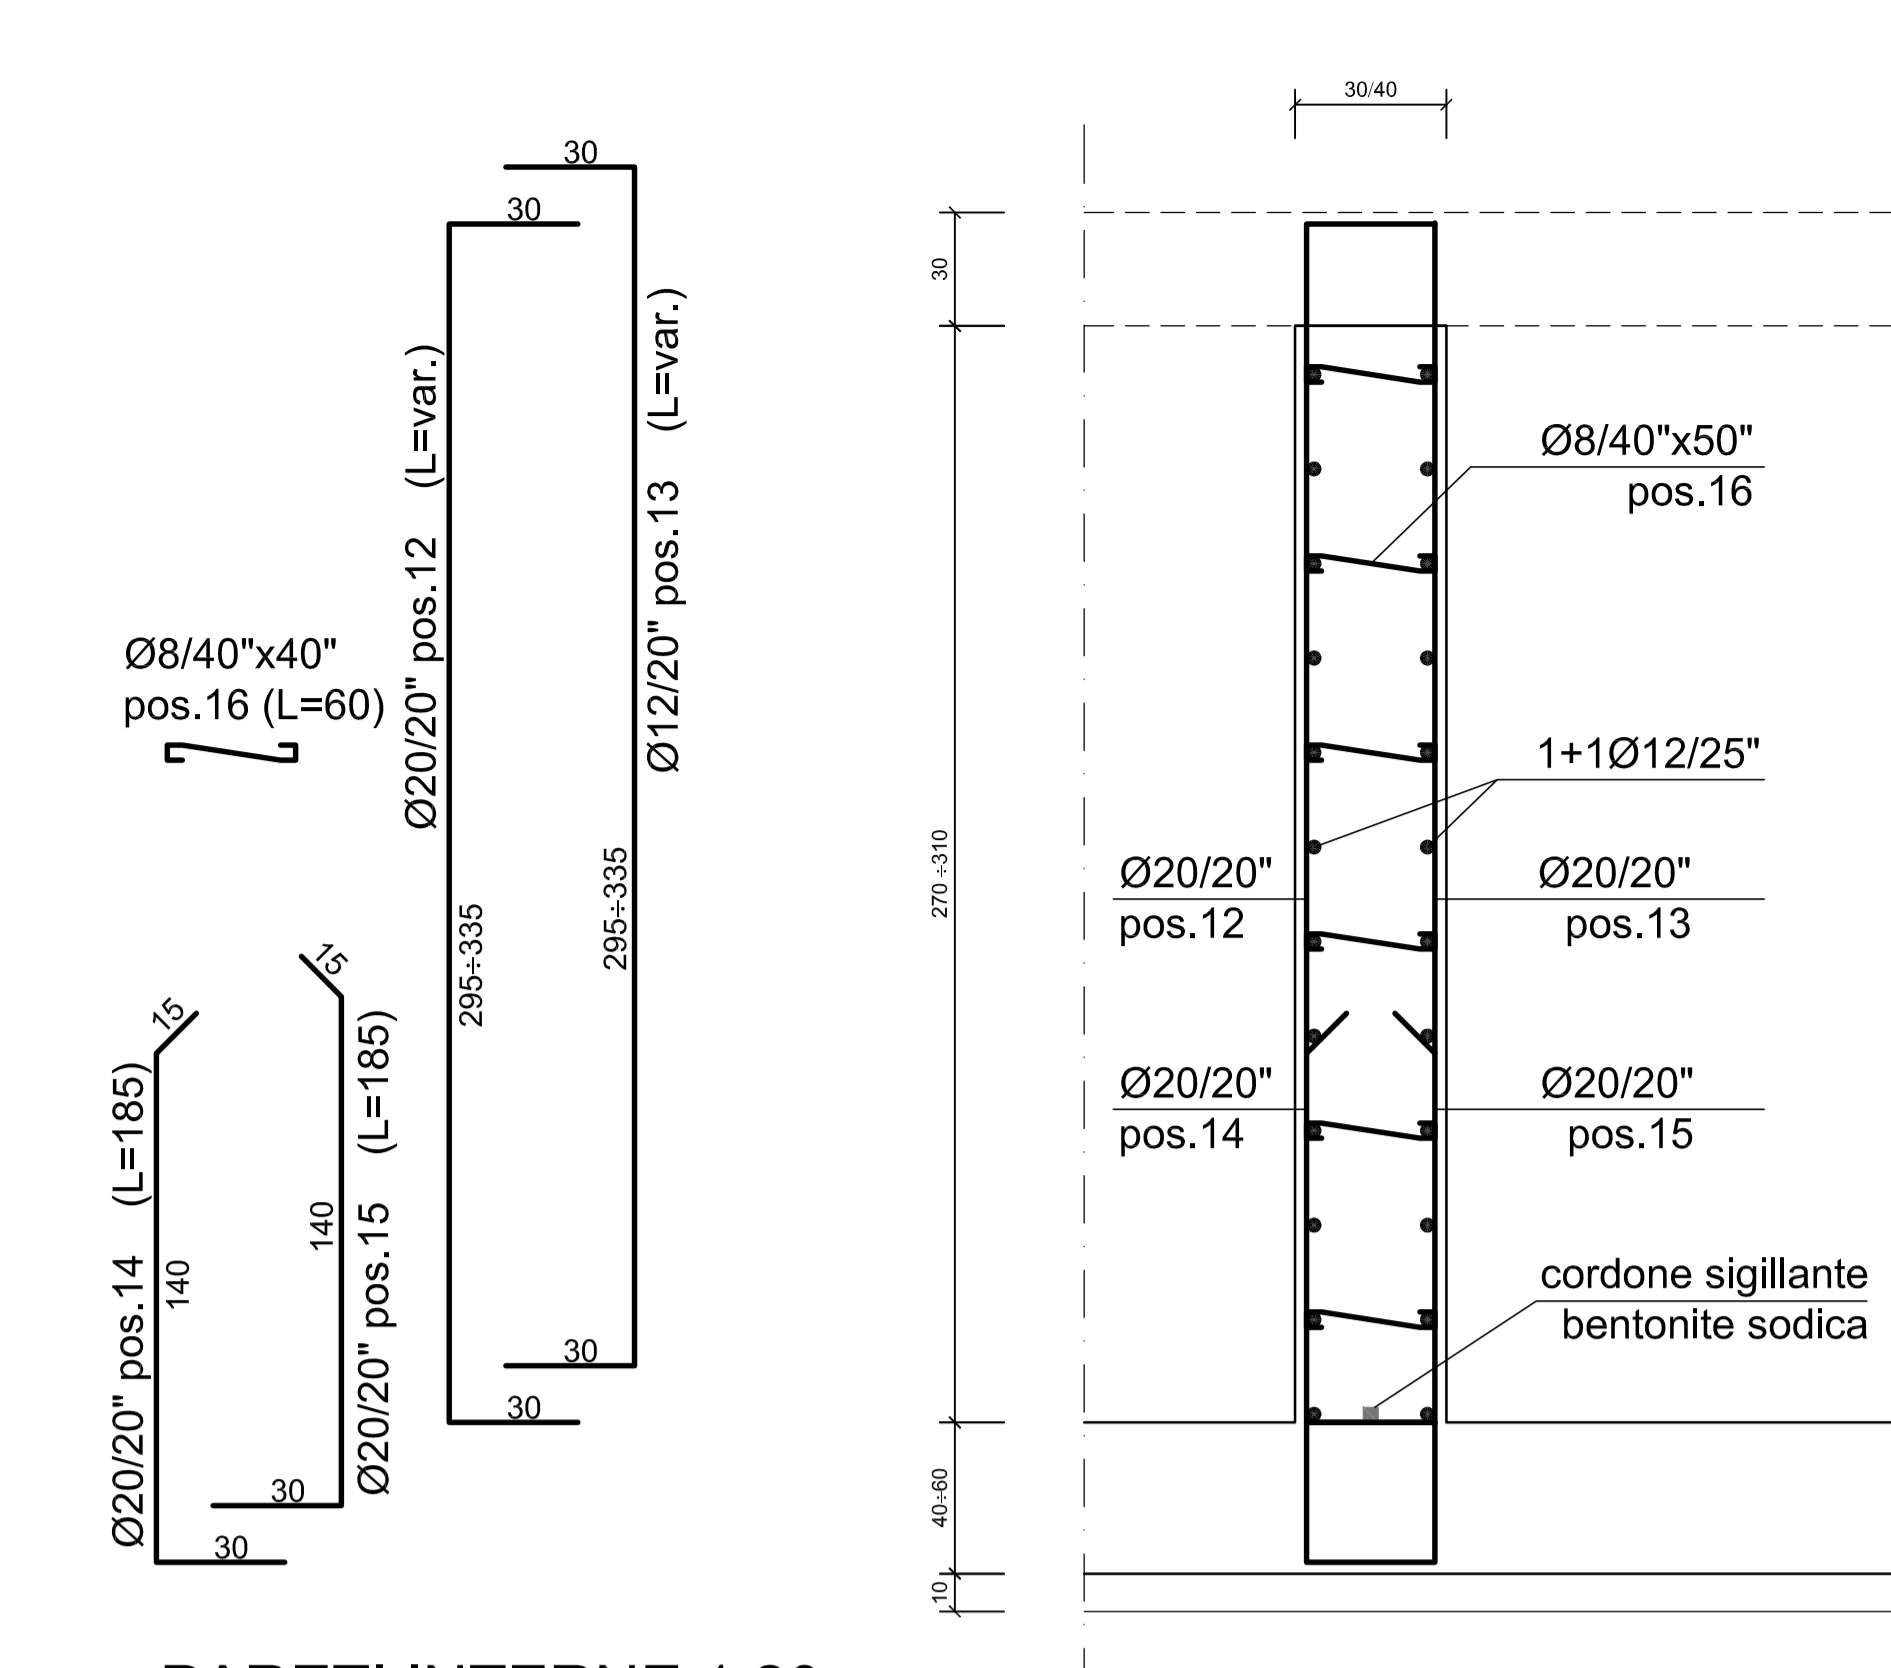 30/40
30
30
30
Ø20/20" pos.12 (L=var.)
Ø12/20" pos.13 (L=var.)
295÷335
295÷335
Ø8/40"x40"
pos.16 (L=60)
Ø8/40"x50"
pos.16
1+1Ø12/25"
270÷310
Ø20/20"
pos.12
Ø20/20"
pos.13
15
15
Ø20/20" pos.14 (L=185)
140
140
Ø20/20" pos.15 (L=185)
Ø20/20"
pos.14
Ø20/20"
pos.15
cordone sigillante
bentonite sodica
30
30
30
30
40÷60
10